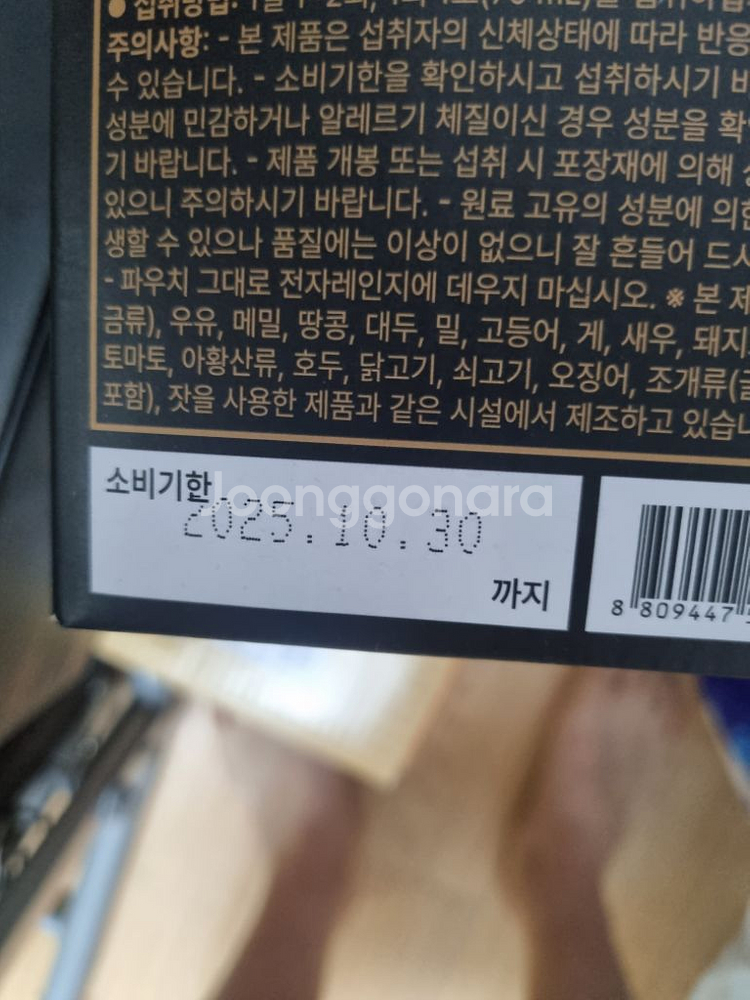 주의사항: - 본 제품은 섭취자의 신체상태에 따라 반응
수 있습니다. - 소비기한을 확인하시고 섭취하시기 바
성분에 민감하거나 알레르기 체질이신 경우 성분을 확
기 바랍니다. - 제품 개봉 또는 섭취 시 포장재에 의해
있으니 주의하시기 바랍니다. - 원료 고유의 성분에 의한
생할 수 있으나 품질에는 이상이 없으니 잘 흔들어 드시
- 파우치 그대로 전자레인지에 데우지 마십시오. ※ 본 제
금류), 우유, 메밀, 땅콩, 대두, 밀, 고등어, 게, 새우, 돼지
토마토, 아황산류, 호두, 닭고기, 쇠고기, 오징어, 조개류(굴
포함), 잣을 사용한 제품과 같은 시설에서 제조하고 있습니
소비기한
Joonggonara
2025.10.30
까지
8 809447